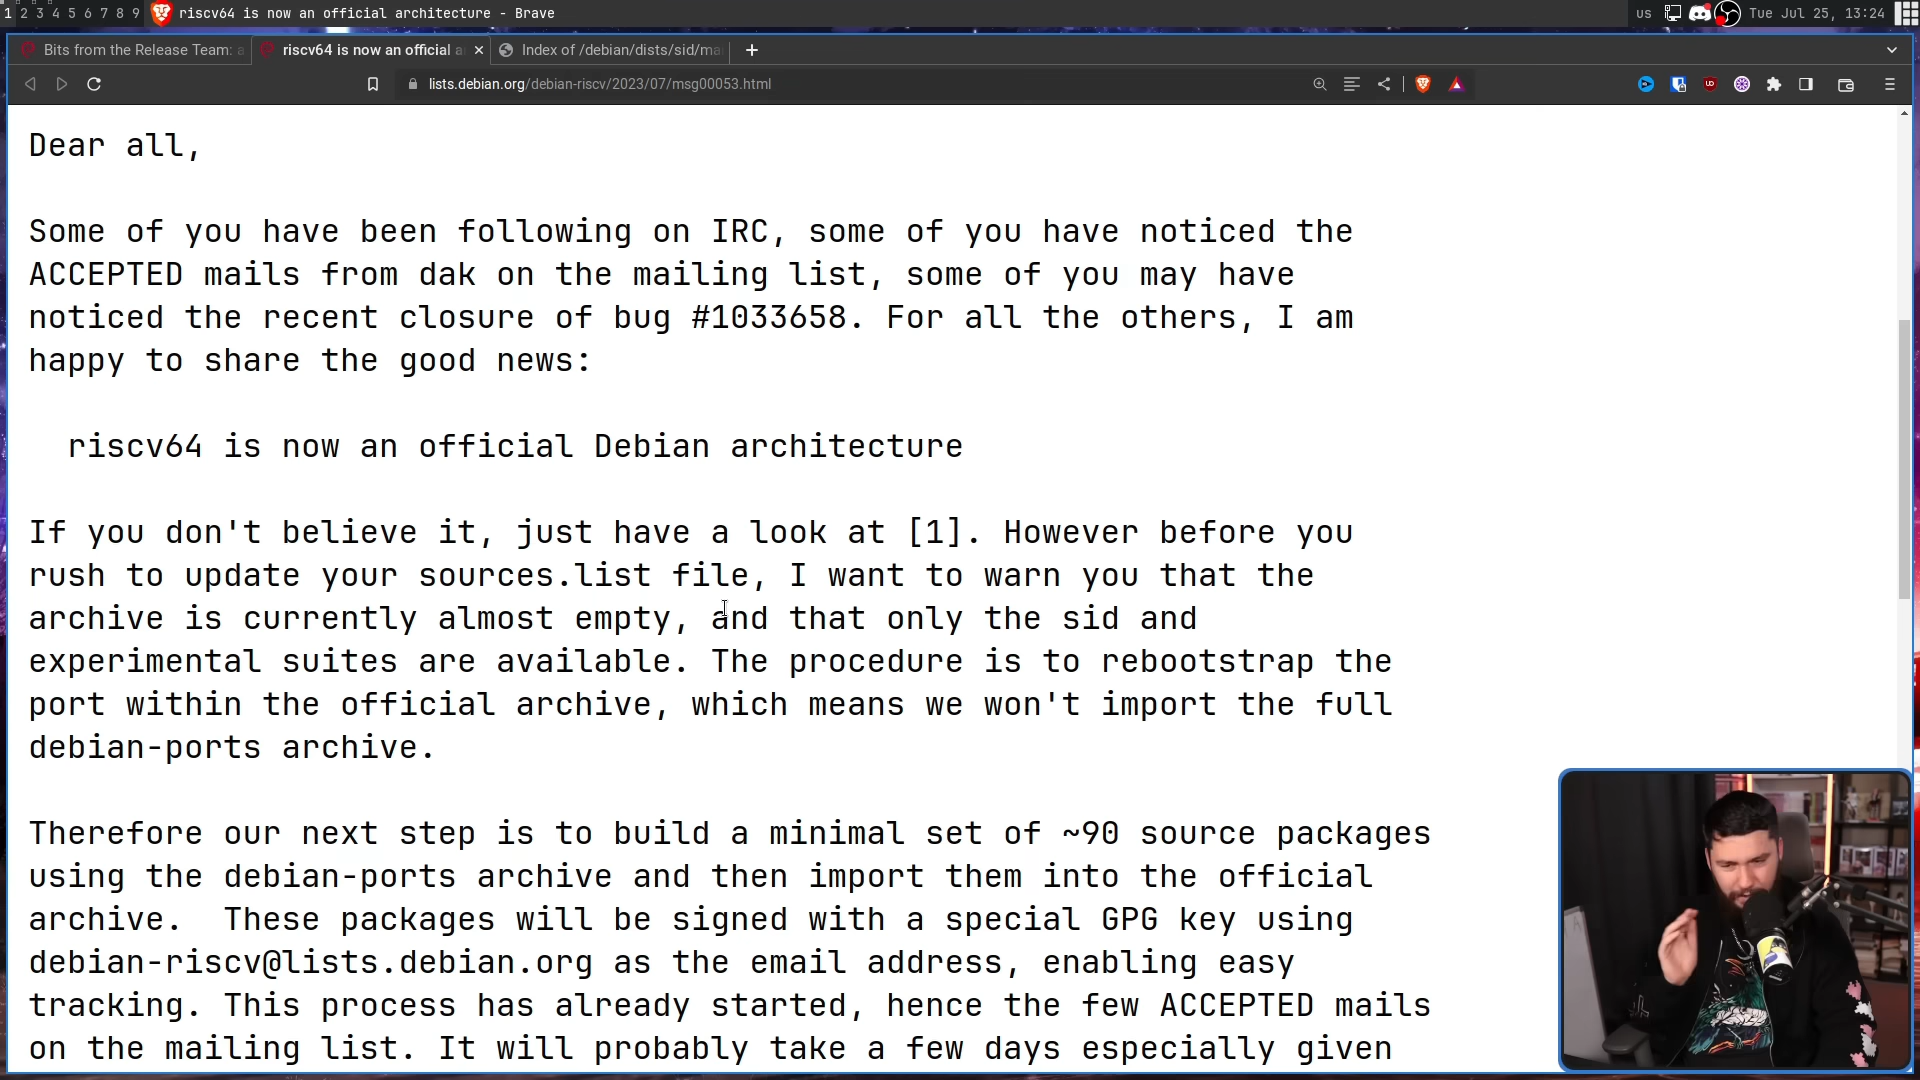 1 2 3 4 5 6 7 8 9 riscv64 is now an official architecture - Brave us Tue Jul 25, 13:24
Bits from the Release Team: a riscv64 is now an official a Index of /debian/dists/sid/ma
lists.debian.org/debian-riscv/2023/07/msg00053.html
Dear all,
Some of you have been following on IRC, some of you have noticed the
ACCEPTED mails from dak on the mailing list, some of you may have
noticed the recent closure of bug #1033658. For all the others, I am
happy to share the good news:
riscv64 is now an official Debian architecture
If you don't believe it, just have a look at [1]. However before you
rush to update your sources.list file, I want to warn you that the
archive is currently almost empty, and that only the sid and
experimental suites are available. The procedure is to rebootstrap the
port within the official archive, which means we won't import the full
debian-ports archive.
Therefore our next step is to build a minimal set of ~90 source packages
using the debian-ports archive and then import them into the official
archive.  These packages will be signed with a special GPG key using
debian-riscv@lists.debian.org as the email address, enabling easy
tracking. This process has already started, hence the few ACCEPTED mails
on the mailing list. It will probably take a few days especially given